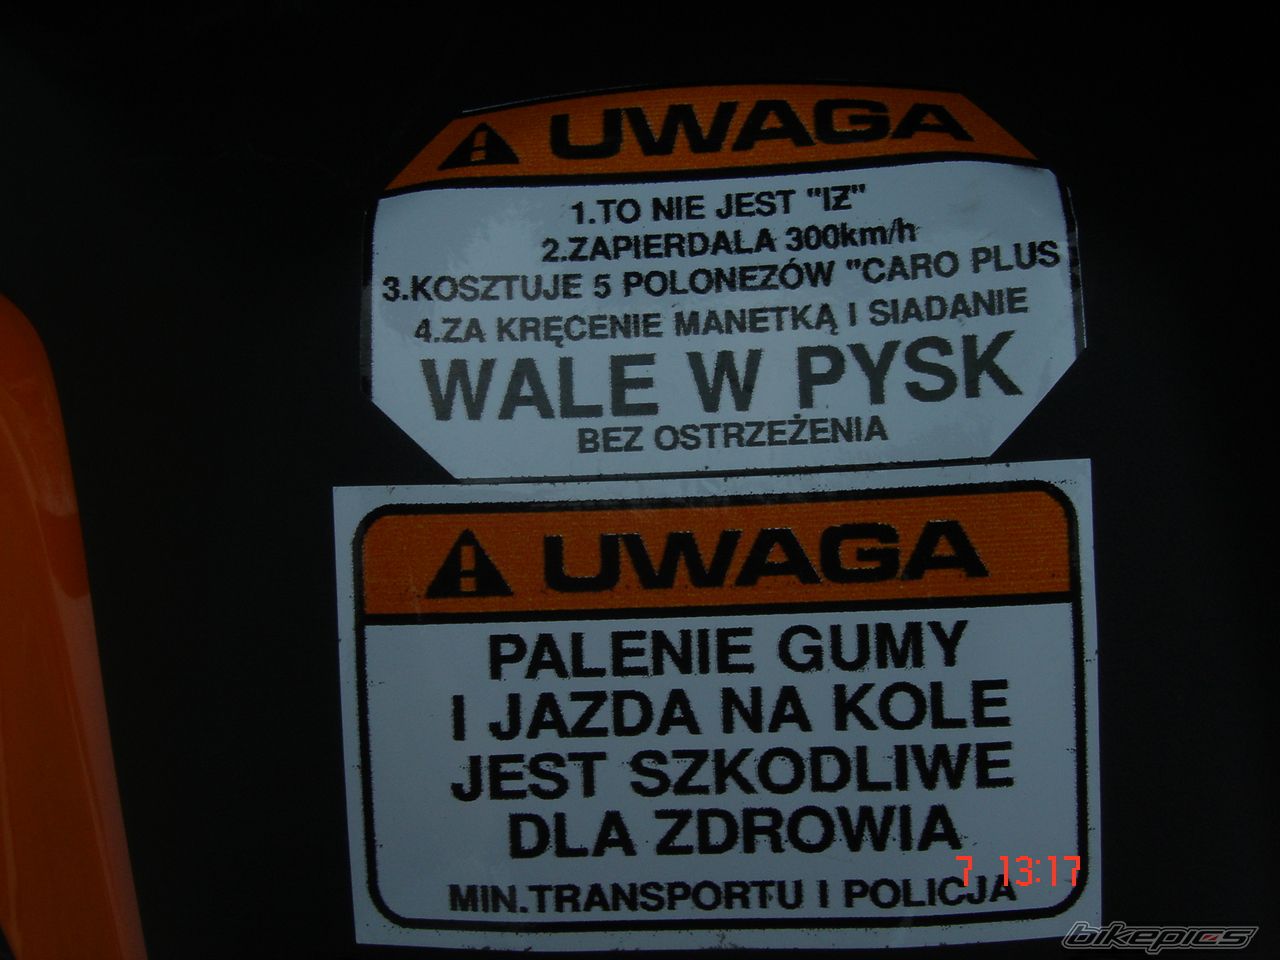 UWAGA
1.TO NIE JEST "IŻ"
2.ZAPIERDALA 300km/h
3.KOSZTUJE 5 POLONEZÓW "CARO PLUS
4.ZA KRĘCENIE MANETKĄ I SIADANIE
WALE W PYSK
BEZ OSTRZEŻENIA
UWAGA
PALENIE GUMY
I JAZDA NA KOLE
JEST SZKODLIWE
DLA ZDROWIA
MIN.TRANSPORTU I POLICJA
7 13:17
bikepics